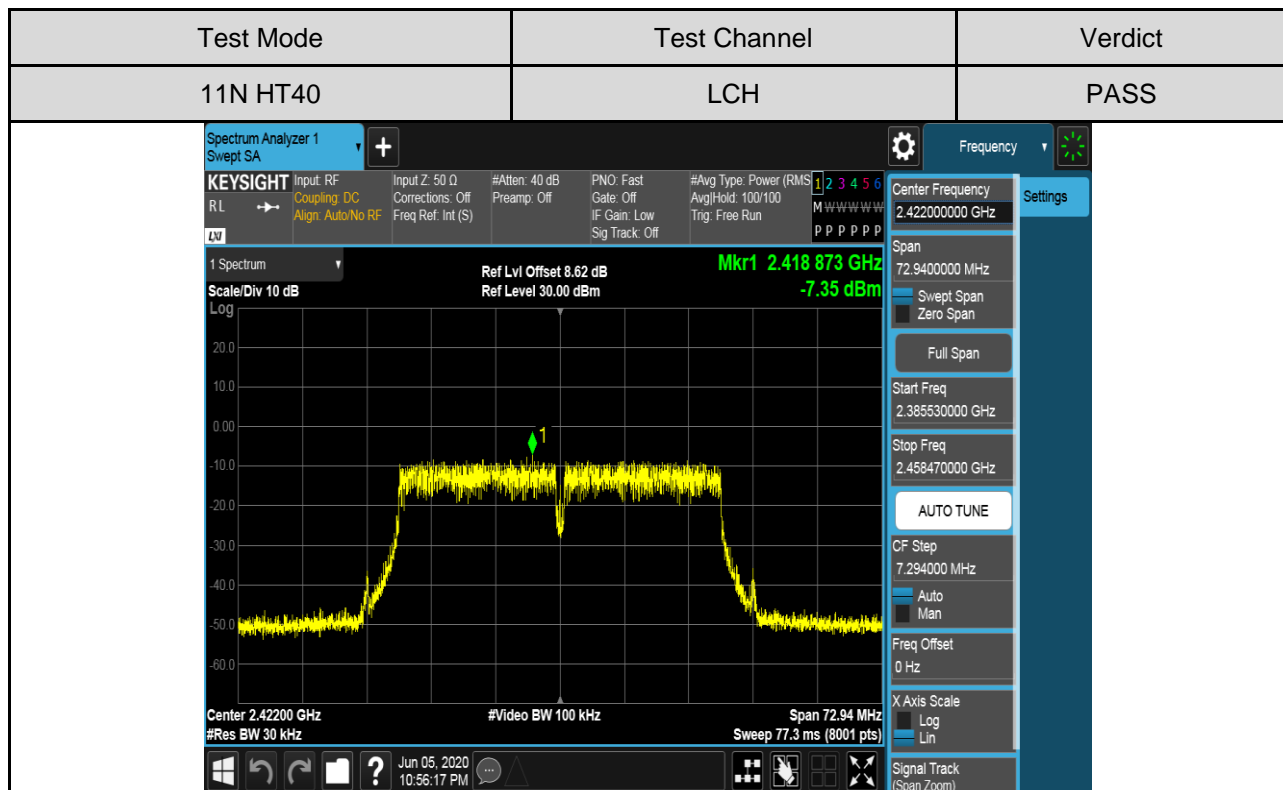 Test Mode Test Channel Verdict
11N HT40 LCH PASS
Spectrum Analyzer 1
Swept SA
Frequency
KEYSIGHT Input: RF Input Z: 50 Ω #Atten: 40 dB PNO: Fast #Avg Type: Power (RMS 1 2 3 4 5 6
RL Coupling: DC Corrections: Off Preamp: Off Gate: Off Avg|Hold: 100/100 M W W W W W
Align: Auto/No RF Freq Ref: Int (S) IF Gain: Low Trig: Free Run
LXI Sig Track: Off P P P P P P
1 Spectrum Ref Lvl Offset 8.62 dB Mkr1 2.418 873 GHz
Scale/Div 10 dB Ref Level 30.00 dBm -7.35 dBm
Log
20.0
10.0
0.00
1
-10.0
-20.0
-30.0
-40.0
-50.0
-60.0
Center 2.42200 GHz #Video BW 100 kHz Span 72.94 MHz
#Res BW 30 kHz Sweep 77.3 ms (8001 pts)
Jun 05, 2020
10:56:17 PM
Center Frequency
2.422000000 GHz
Settings
Span
72.9400000 MHz
Swept Span
Zero Span
Full Span
Start Freq
2.385530000 GHz
Stop Freq
2.458470000 GHz
AUTO TUNE
CF Step
7.294000 MHz
Auto
Man
Freq Offset
0 Hz
X Axis Scale
Log
Lin
Signal Track
(Span Zoom)